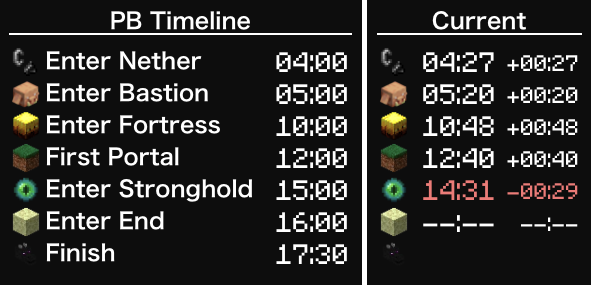 PB Timeline
Enter Nether 04:00
Enter Bastion 05:00
Enter Fortress 10:00
First Portal 12:00
Enter Stronghold 15:00
Enter End 16:00
Finish 17:30
Current
04:27 +00:27
05:20 +00:20
10:48 +00:48
12:40 +00:40
14:31 -00:29
--:-- --:--